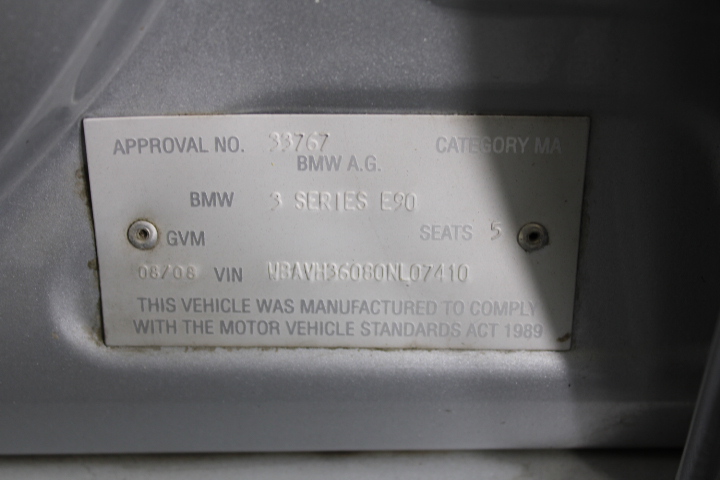 APPROVAL NO. 33767 CATEGORY MA
BMW A.G.
BMW 3 SERIES E90
GVM SEATS 5
08/08 VIN WBAVH36080NL07410
THIS VEHICLE WAS MANUFACTURED TO COMPLY
WITH THE MOTOR VEHICLE STANDARDS ACT 1989